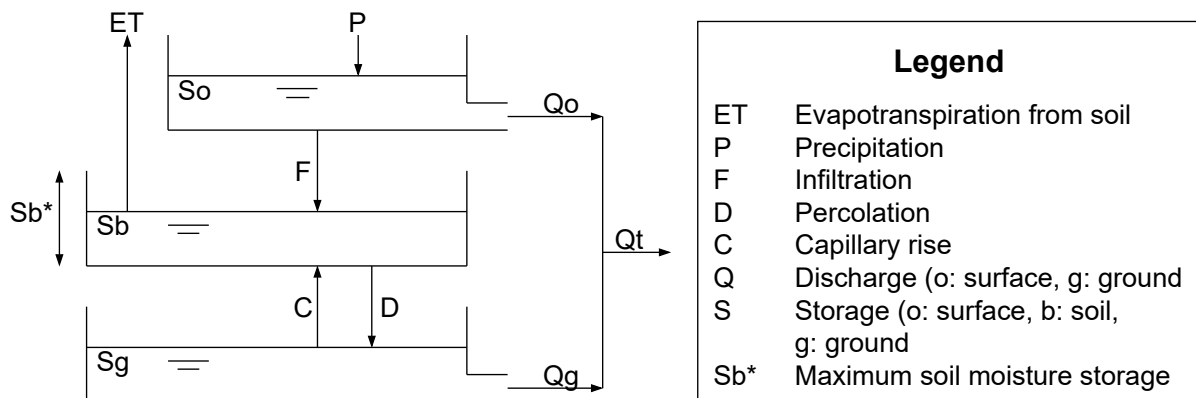 ET
P
So
Qo
F
Sb*
Sb
Qt
C
D
Sg
Qg
Legend
ET Evapotranspiration from soil
P Precipitation
F Infiltration
D Percolation
C Capillary rise
Q Discharge (o: surface, g: ground
S Storage (o: surface, b: soil,
g: ground
Sb* Maximum soil moisture storage